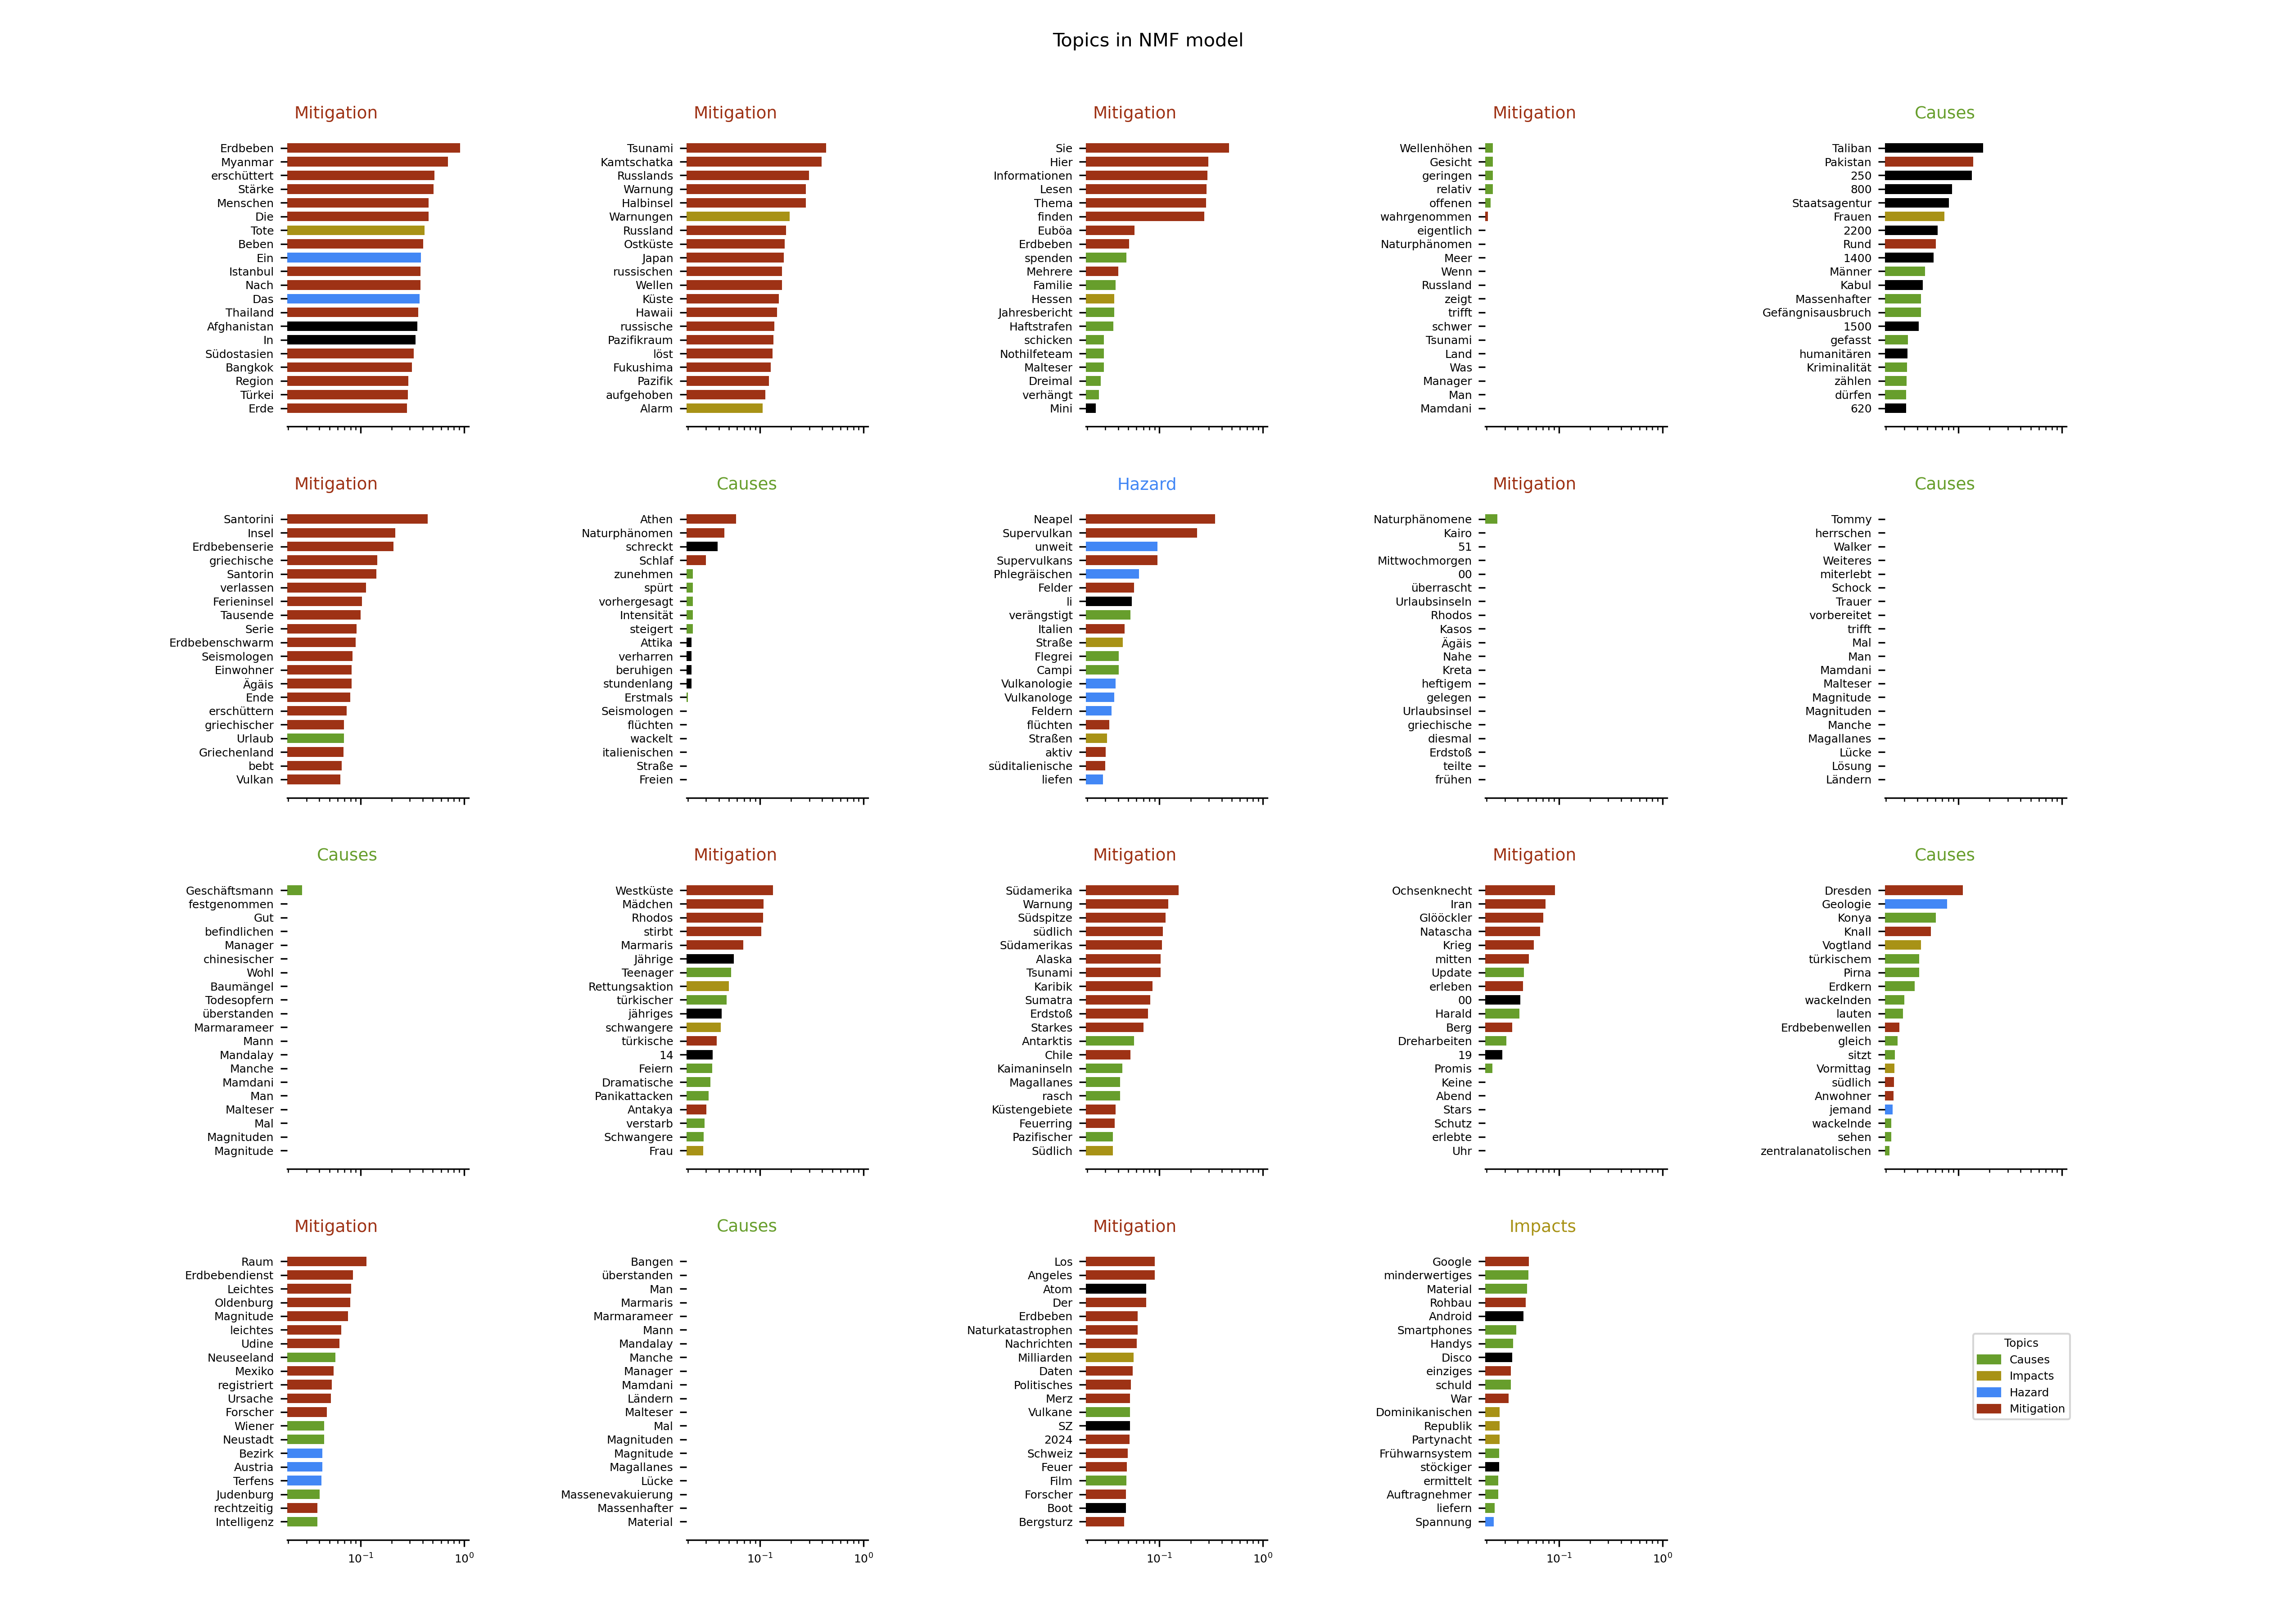 Topics in NMF model
Mitigation
Erdbeben
Myanmar
erschüttert
Stärke
Menschen
Die
Tote
Beben
Ein
Istanbul
Nach
Das
Thailand
Afghanistan
In
Südostasien
Bangkok
Region
Türkei
Erde
Mitigation
Tsunami
Kamtschatka
Russlands
Warnung
Halbinsel
Warnungen
Russland
Ostküste
Japan
russischen
Wellen
Küste
Hawaii
russische
Pazifikraum
löst
Fukushima
Pazifik
aufgehoben
Alarm
Mitigation
Sie
Hier
Informationen
Lesen
Thema
finden
Euböa
Erdbeben
spenden
Mehrere
Familie
Hessen
Jahresbericht
Haftstrafen
schicken
Nothilfeteam
Malteser
Dreimal
verhängt
Mini
Mitigation
Wellenhöhen
Gesicht
geringen
relativ
offenen
wahrgenommen
eigentlich
Naturphänomen
Meer
Wenn
Russland
zeigt
trifft
schwer
Tsunami
Land
Was
Manager
Man
Mamdani
Causes
Taliban
Pakistan
250
800
Staatsagentur
Frauen
2200
Rund
1400
Männer
Kabul
Massenhafter
Gefängnisausbruch
1500
gefasst
humanitären
Kriminalität
zählen
dürfen
620
Mitigation
Santorini
Insel
Erdbebenserie
griechische
Santorin
verlassen
Ferieninsel
Tausende
Serie
Erdbebenschwarm
Seismologen
Einwohner
Ägäis
Ende
erschüttern
griechischer
Urlaub
Griechenland
bebt
Vulkan
Causes
Athen
Naturphänomen
schreckt
Schlaf
zunehmen
spürt
vorhergesagt
Intensität
steigert
Attika
verharren
beruhigen
stundenlang
Erstmals
Seismologen
flüchten
wackelt
italienischen
Straße
Freien
Hazard
Neapel
Supervulkan
unweit
Supervulkans
Phlegräischen
Felder
li
verängstigt
Italien
Straße
Flegrei
Campi
Vulkanologie
Vulkanologe
Feldern
flüchten
Straßen
aktiv
süditalienische
liefen
Mitigation
Naturphänomene
Kairo
51
Mittwochmorgen
00
überrascht
Urlaubsinseln
Rhodos
Kasos
Ägäis
Nahe
Kreta
heftigem
gelegen
Urlaubsinsel
griechische
diesmal
Erdstoß
teilte
frühen
Causes
Tommy
herrschen
Walker
Weiteres
miterlebt
Schock
Trauer
vorbereitet
trifft
Mal
Man
Mamdani
Malteser
Magnitude
Magnituden
Manche
Magallanes
Lücke
Lösung
Ländern
Causes
Geschäftsmann
festgenommen
Gut
befindlichen
Manager
chinesischer
Wohl
Baumängel
Todesopfern
überstanden
Marmarameer
Mann
Mandalay
Manche
Mamdani
Man
Malteser
Mal
Magnituden
Magnitude
Mitigation
Westküste
Mädchen
Rhodos
stirbt
Marmaris
Jährige
Teenager
Rettungsaktion
türkischer
jähriges
schwangere
türkische
14
Feiern
Dramatische
Panikattacken
Antakya
verstarb
Schwangere
Frau
Mitigation
Südamerika
Warnung
Südspitze
südlich
Südamerikas
Alaska
Tsunami
Karibik
Sumatra
Erdstoß
Starkes
Antarktis
Chile
Kaimaninseln
Magallanes
rasch
Küstengebiete
Feuerring
Pazifischer
Südlich
Mitigation
Ochsenknecht
Iran
Glööckler
Natascha
Krieg
mitten
Update
erleben
00
Harald
Berg
Dreharbeiten
19
Promis
Keine
Abend
Stars
Schutz
erlebte
Uhr
Causes
Dresden
Geologie
Konya
Knall
Vogtland
türkischem
Pirna
Erdkern
wackelnden
lauten
Erdbebenwellen
gleich
sitzt
Vormittag
südlich
Anwohner
jemand
wackelnde
sehen
zentralanatolischen
Mitigation
Raum
Erdbebendienst
Leichtes
Oldenburg
Magnitude
leichtes
Udine
Neuseeland
Mexiko
registriert
Ursache
Forscher
Wiener
Neustadt
Bezirk
Austria
Terfens
Judenburg
rechtzeitig
Intelligenz
10⁻¹ 10⁰
Causes
Bangen
überstanden
Man
Marmaris
Marmarameer
Mann
Mandalay
Manche
Manager
Mamdani
Ländern
Malteser
Mal
Magnituden
Magnitude
Magallanes
Lücke
Massenevakuierung
Massenhafter
Material
10⁻¹ 10⁰
Mitigation
Los
Angeles
Atom
Der
Erdbeben
Naturkatastrophen
Nachrichten
Milliarden
Daten
Politisches
Merz
Vulkane
SZ
2024
Schweiz
Feuer
Film
Forscher
Boot
Bergsturz
10⁻¹ 10⁰
Impacts
Google
minderwertiges
Material
Rohbau
Android
Smartphones
Handys
Disco
einziges
schuld
War
Dominikanischen
Republik
Partynacht
Frühwarnsystem
stöckiger
ermittelt
Auftragnehmer
liefern
Spannung
10⁻¹ 10⁰
Topics
Causes
Impacts
Hazard
Mitigation